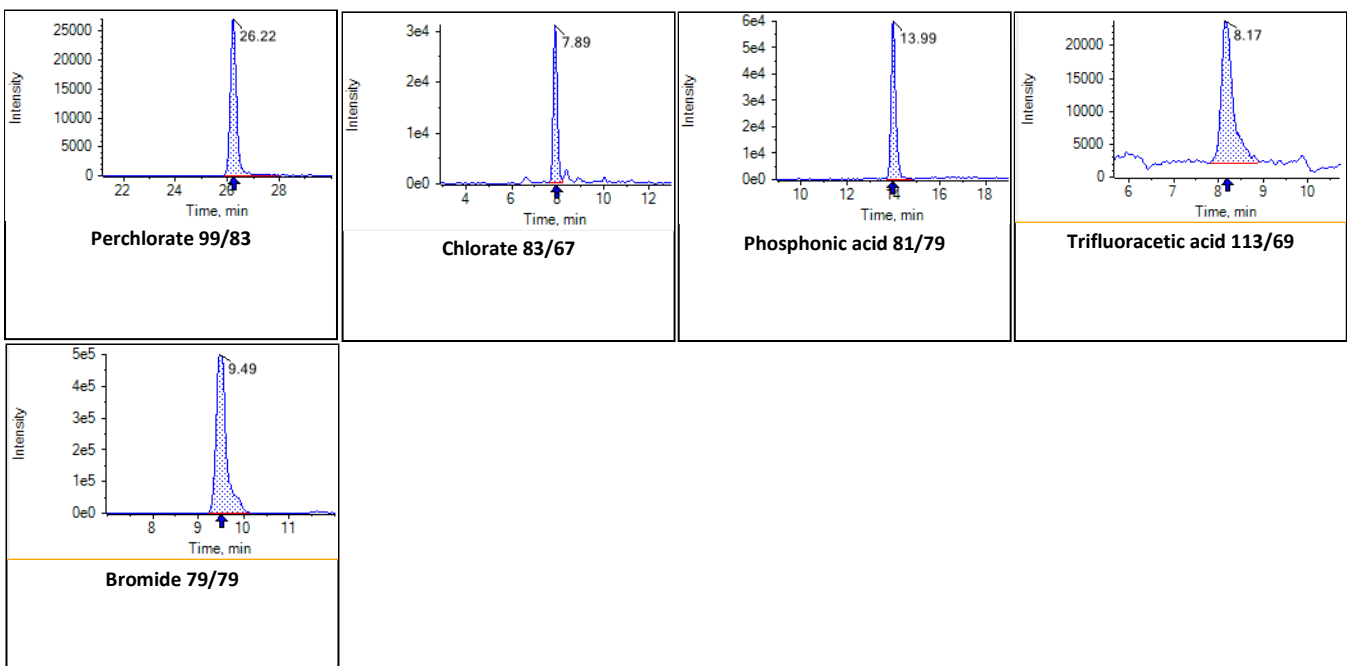 Intensity
25000
20000
15000
10000
5000
0
26.22
22 24 26 28
Time, min
Perchlorate 99/83
Intensity
3e4
2e4
1e4
0e0
7.89
4 6 8 10 12
Time, min
Chlorate 83/67
Intensity
6e4
5e4
4e4
3e4
2e4
1e4
0e0
13.99
10 12 14 16 18
Time, min
Phosphonic acid 81/79
Intensity
20000
15000
10000
5000
0
8.17
6 7 8 9 10
Time, min
Trifluoracetic acid 113/69
Intensity
5e5
4e5
3e5
2e5
1e5
0e0
9.49
8 9 10 11
Time, min
Bromide 79/79